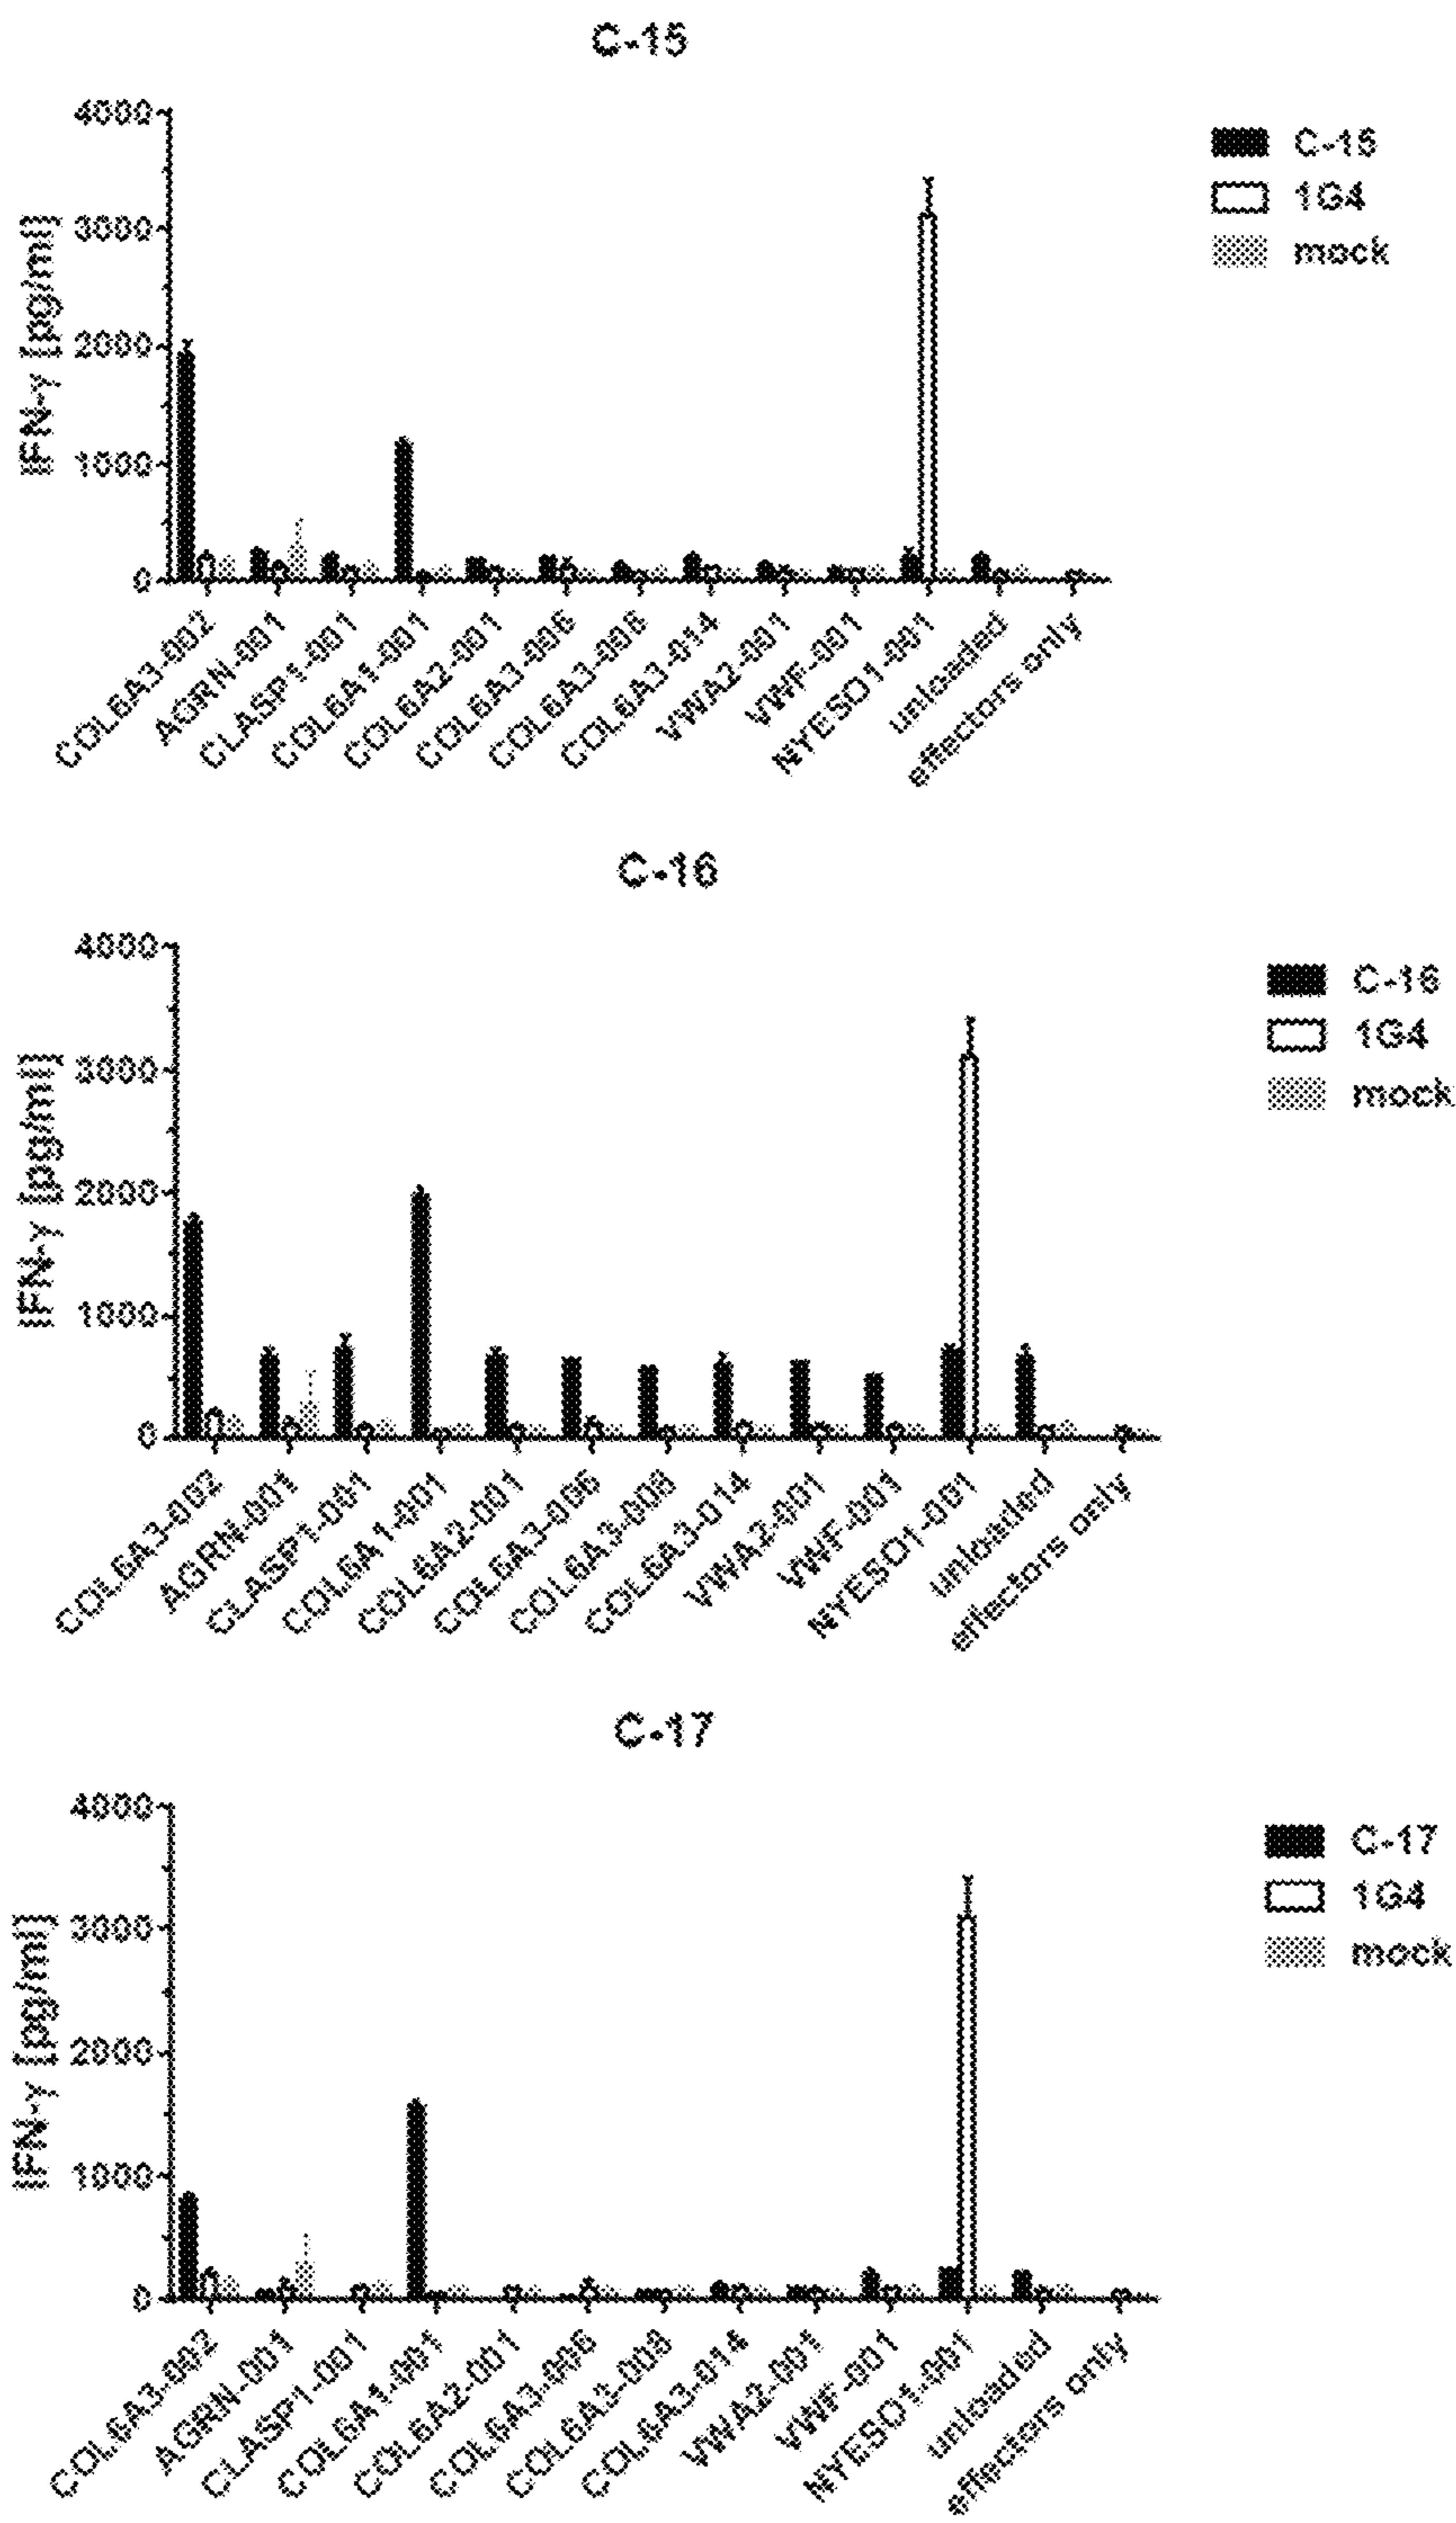 C-15
4000
3000
2000
1000
0
IFN-γ [pg/ml]
C-15
1G4
mock
COL6A3-002
AGRN-001
CLASP1-001
COL6A1-001
COL6A2-001
COL6A3-006
COL6A3-008
COL6A3-014
VWA2-001
VWF-001
NYESO1-001
unloaded
effectors only
C-16
4000
3000
2000
1000
0
IFN-γ [pg/ml]
C-16
1G4
mock
COL6A3-002
AGRN-001
CLASP1-001
COL6A1-001
COL6A2-001
COL6A3-006
COL6A3-008
COL6A3-014
VWA2-001
VWF-001
NYESO1-001
unloaded
effectors only
C-17
4000
3000
2000
1000
0
IFN-γ [pg/ml]
C-17
1G4
mock
COL6A3-002
AGRN-001
CLASP1-001
COL6A1-001
COL6A2-001
COL6A3-006
COL6A3-008
COL6A3-014
VWA2-001
VWF-001
NYESO1-001
unloaded
effectors only